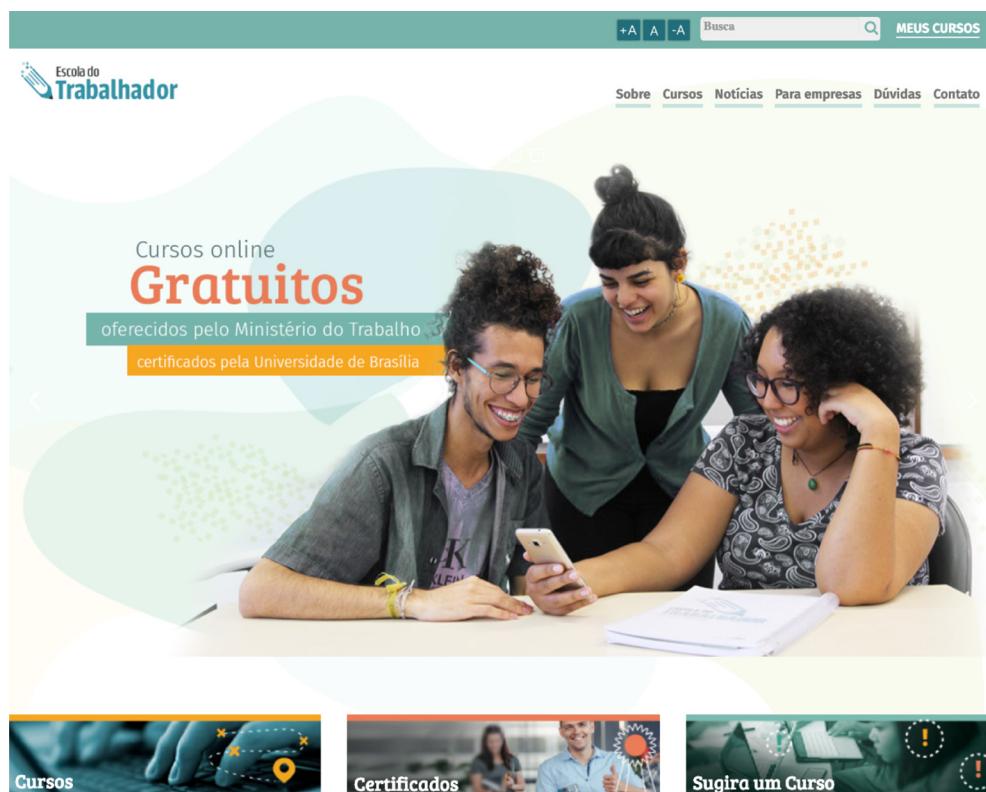 +A A -A Busca MEUS CURSOS
Escola do
Trabalhador
Sobre Cursos Notícias Para empresas Dúvidas Contato
Cursos online
Gratuitos
oferecidos pelo Ministério do Trabalho
certificados pela Universidade de Brasília
K
KLEIN
Cursos
Certificados
Sugira um Curso